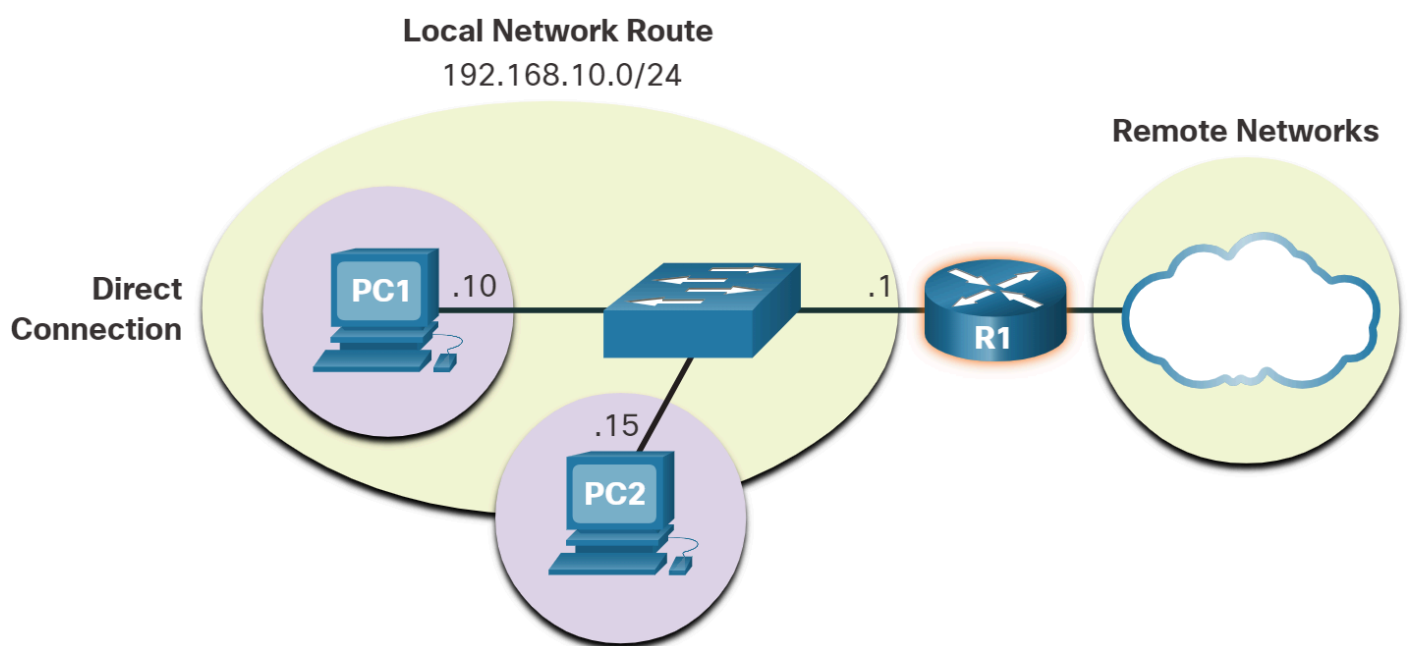 Local Network Route
192.168.10.0/24
Remote Networks
Direct
Connection
PC1
.10
.1
R1
.15
PC2